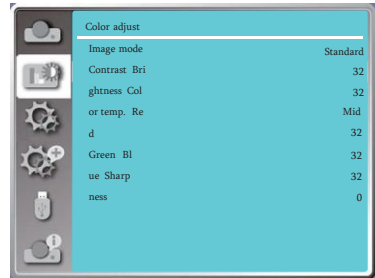 Color adjust
Image mode Standard
Contrast Bri 32
ghtness Col 32
or temp. Re Mid
d 32
Green Bl 32
ue Sharp 32
ness 0